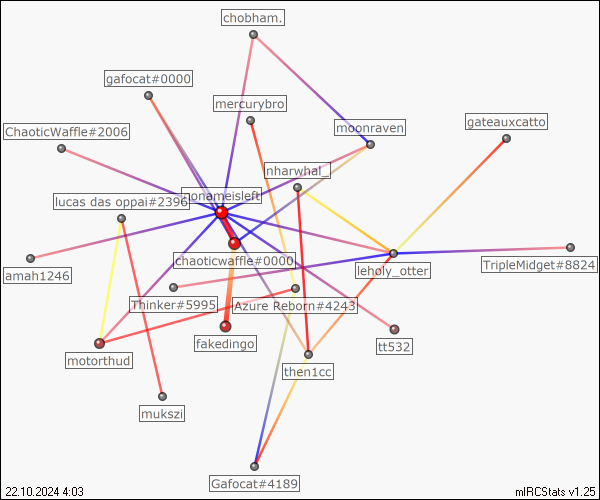 chobham.
gafocat#0000
mercurybro
gateauxcatto
ChaoticWaffle#2006
moonraven
nharwhal_
lucas das oppai#2396
onameisleft
chaoticwaffle#0000
leholy_otter
TripleMidget#8824
amah1246
Thinker#5995
Azure Reborn#4243
fakedingo
tt532
motorthud
then1cc
mukszi
Gafocat#4189
22.10.2024 4:03
mIRCStats v1.25